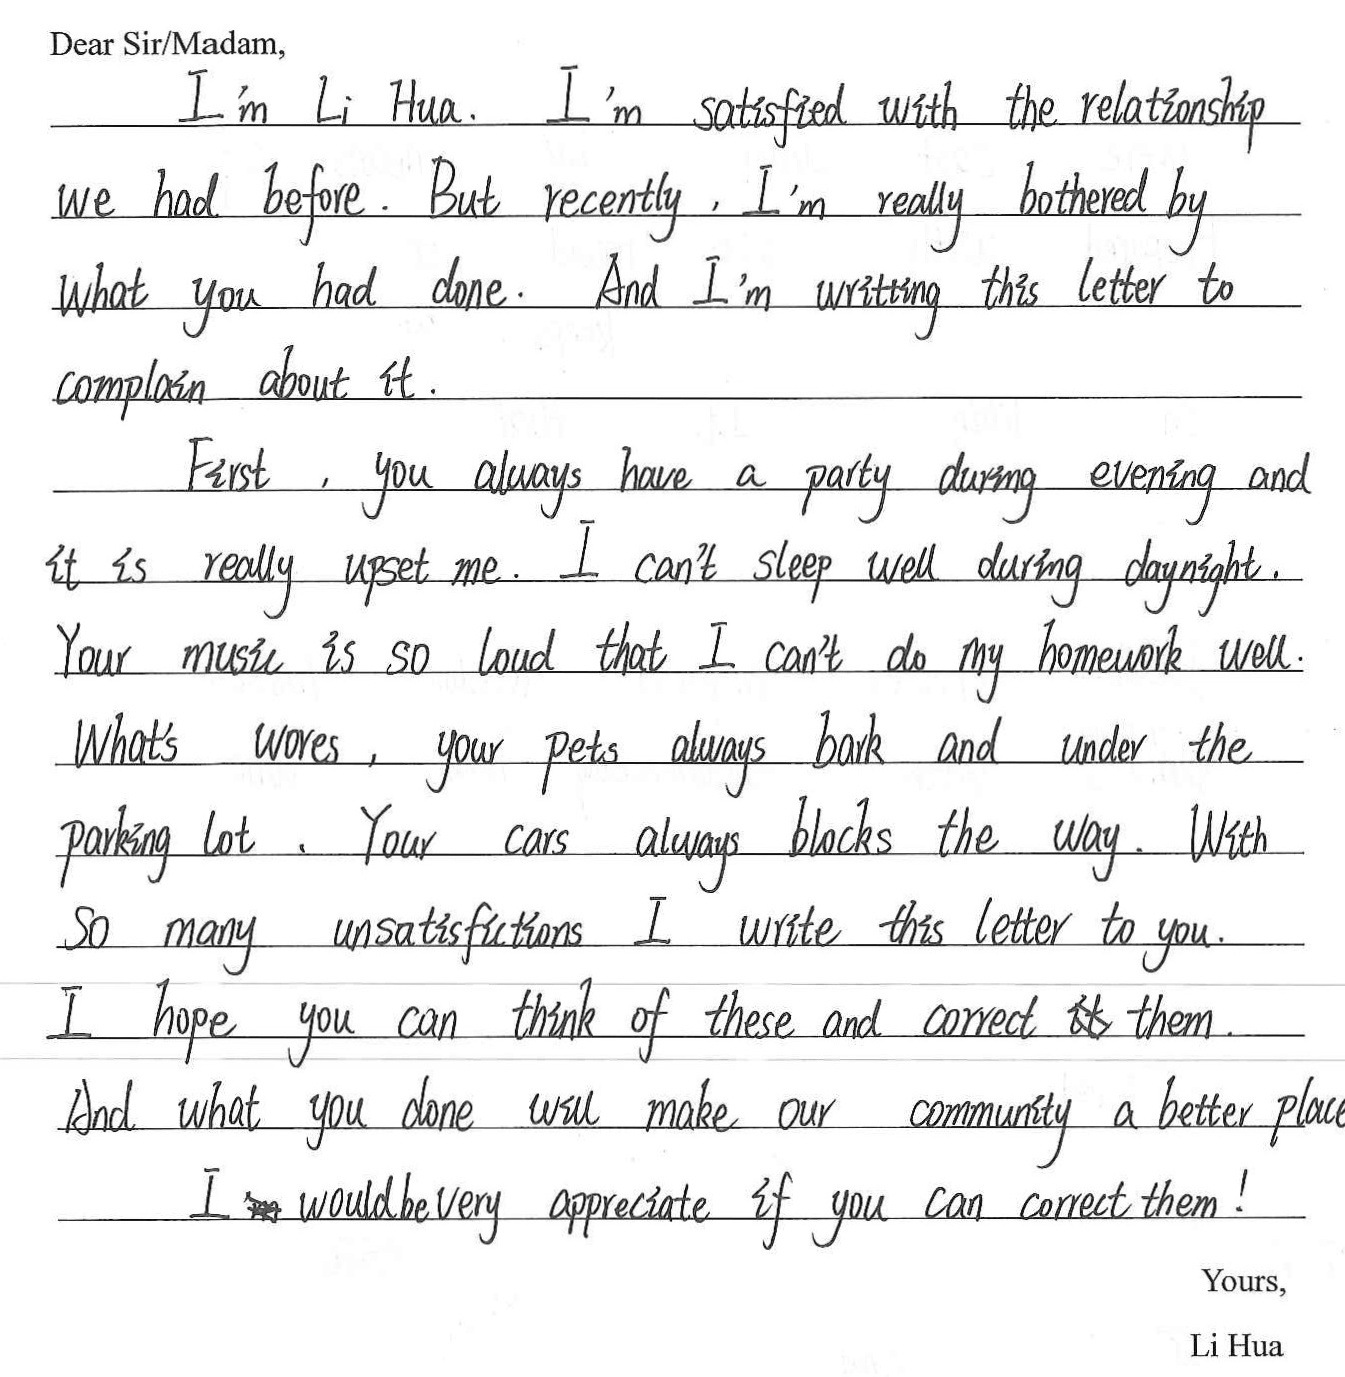 Dear Sir/Madam,
I'm Li Hua. I'm satisfied with the relationship
we had before. But recently, I'm really bothered by
what you had done. And I'm writting this letter to
complain about it.
First, you always have a party during evening and
it is really upset me. I can't sleep well during daynight.
Your music is so loud that I can't do my homework well.
What's wores, your pets always bark and under the
parking lot. Your cars always blocks the way. With
so many unsatisfictions I write this letter to you.
I hope you can think of these and correct them.
And what you done will make our community a better place
I would be very appreciate if you can correct them!
Yours,
Li Hua